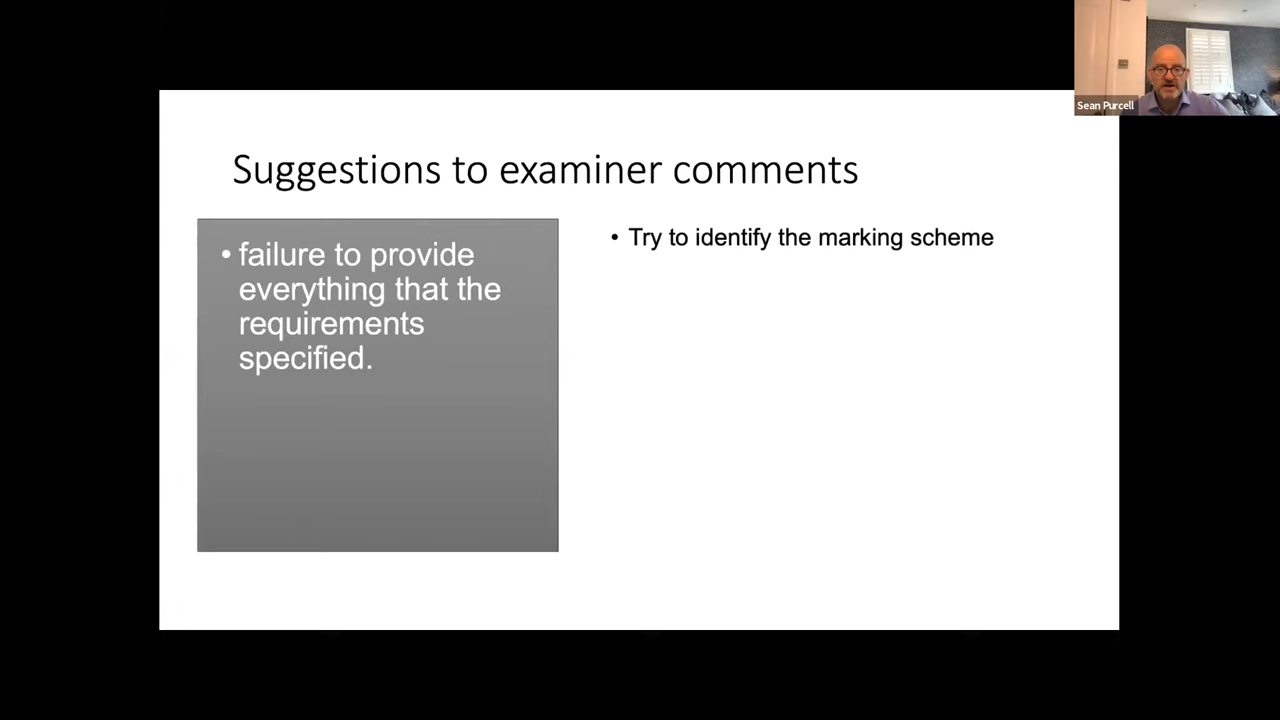 Sean Purcell
Suggestions to examiner comments
• failure to provide
everything that the
requirements
specified.
• Try to identify the marking scheme